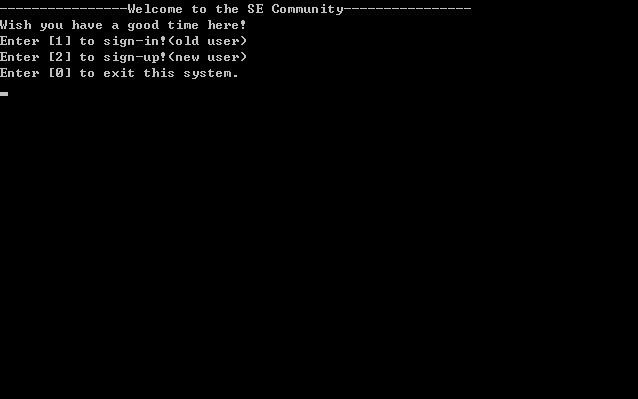 ----------------Welcome to the SE Community----------------
Wish you have a good time here!
Enter [1] to sign-in!(old user)
Enter [2] to sign-up!(new user)
Enter [0] to exit this system.